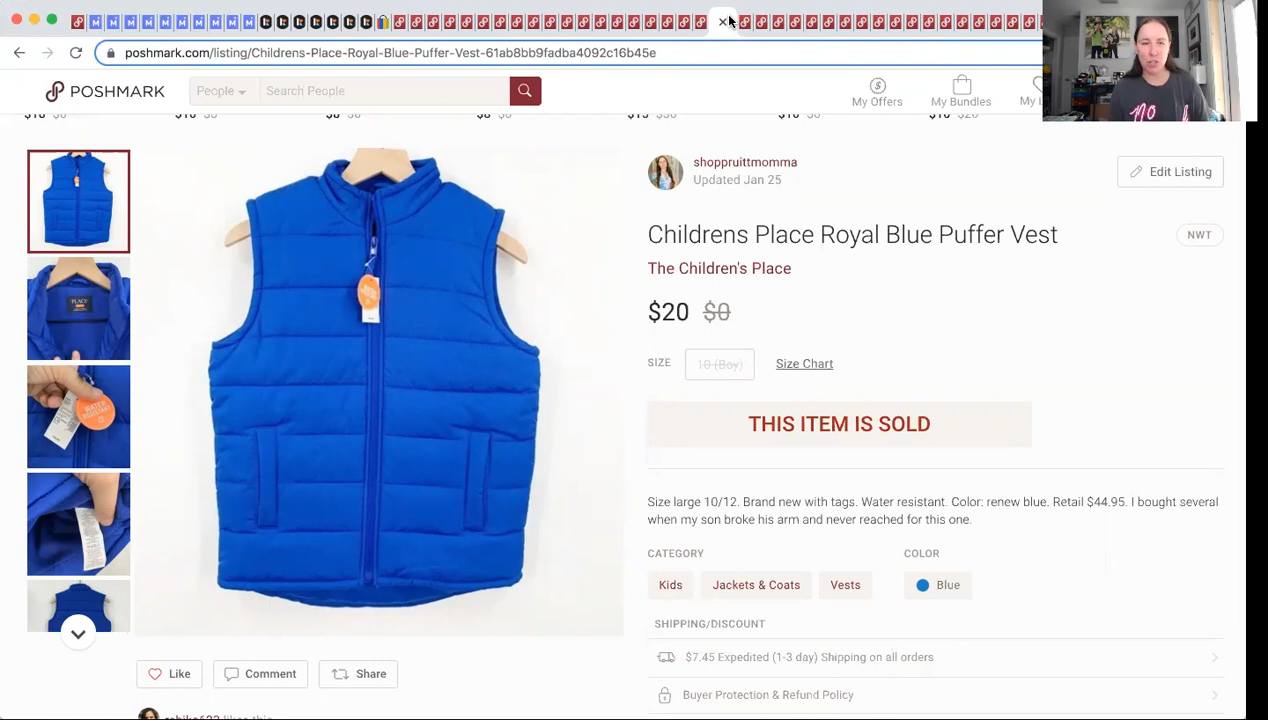 poshmark.com/listing/Childrens-Place-Royal-Blue-Puffer-Vest-61ab8bb9fadba4092c16b45e
POSHMARK
People
Search People
My Offers
My Bundles
My L
shoppruittmomma
Updated Jan 25
Edit Listing
Childrens Place Royal Blue Puffer Vest
NWT
The Children's Place
$20 $0
SIZE
10 (Boy)
Size Chart
THIS ITEM IS SOLD
Size large 10/12. Brand new with tags. Water resistant. Color: renew blue. Retail $44.95. I bought several
when my son broke his arm and never reached for this one.
CATEGORY
COLOR
Kids
Jackets & Coats
Vests
Blue
SHIPPING/DISCOUNT
$7.45 Expedited (1-3 day) Shipping on all orders
Buyer Protection & Refund Policy
Like
Comment
Share
PLACE
WATER
RESISTANT
No